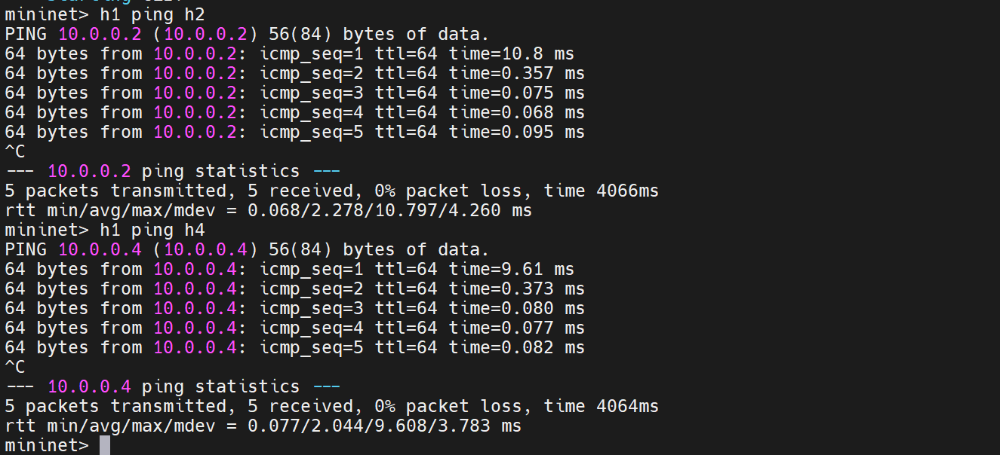 mininet> h1 ping h2
PING 10.0.0.2 (10.0.0.2) 56(84) bytes of data.
64 bytes from 10.0.0.2: icmp_seq=1 ttl=64 time=10.8 ms
64 bytes from 10.0.0.2: icmp_seq=2 ttl=64 time=0.357 ms
64 bytes from 10.0.0.2: icmp_seq=3 ttl=64 time=0.075 ms
64 bytes from 10.0.0.2: icmp_seq=4 ttl=64 time=0.068 ms
64 bytes from 10.0.0.2: icmp_seq=5 ttl=64 time=0.095 ms
^C
--- 10.0.0.2 ping statistics ---
5 packets transmitted, 5 received, 0% packet loss, time 4066ms
rtt min/avg/max/mdev = 0.068/2.278/10.797/4.260 ms
mininet> h1 ping h4
PING 10.0.0.4 (10.0.0.4) 56(84) bytes of data.
64 bytes from 10.0.0.4: icmp_seq=1 ttl=64 time=9.61 ms
64 bytes from 10.0.0.4: icmp_seq=2 ttl=64 time=0.373 ms
64 bytes from 10.0.0.4: icmp_seq=3 ttl=64 time=0.080 ms
64 bytes from 10.0.0.4: icmp_seq=4 ttl=64 time=0.077 ms
64 bytes from 10.0.0.4: icmp_seq=5 ttl=64 time=0.082 ms
^C
--- 10.0.0.4 ping statistics ---
5 packets transmitted, 5 received, 0% packet loss, time 4064ms
rtt min/avg/max/mdev = 0.077/2.044/9.608/3.783 ms
mininet>